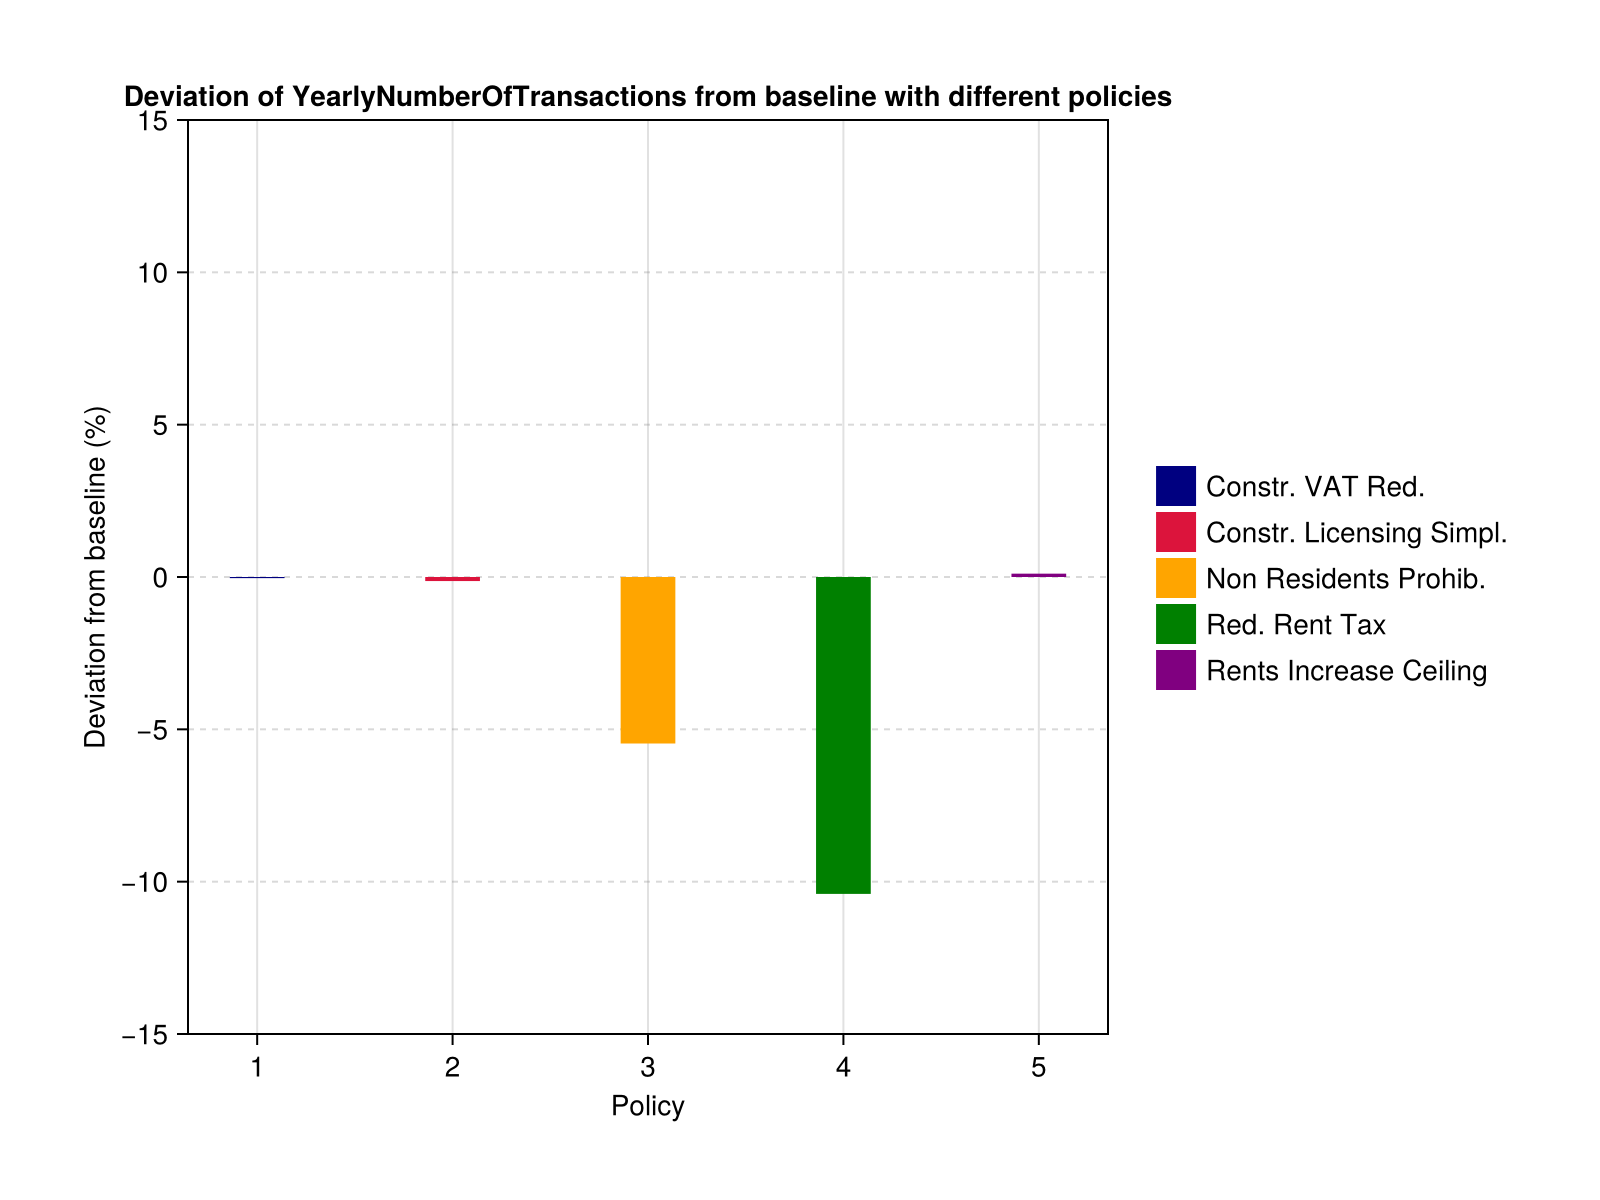 Deviation of YearlyNumberOfTransactions from baseline with different policies
15
10
5
0
−5
−10
−15
Deviation from baseline (%)
1 2 3 4 5
Policy
Constr. VAT Red.
Constr. Licensing Simpl.
Non Residents Prohib.
Red. Rent Tax
Rents Increase Ceiling